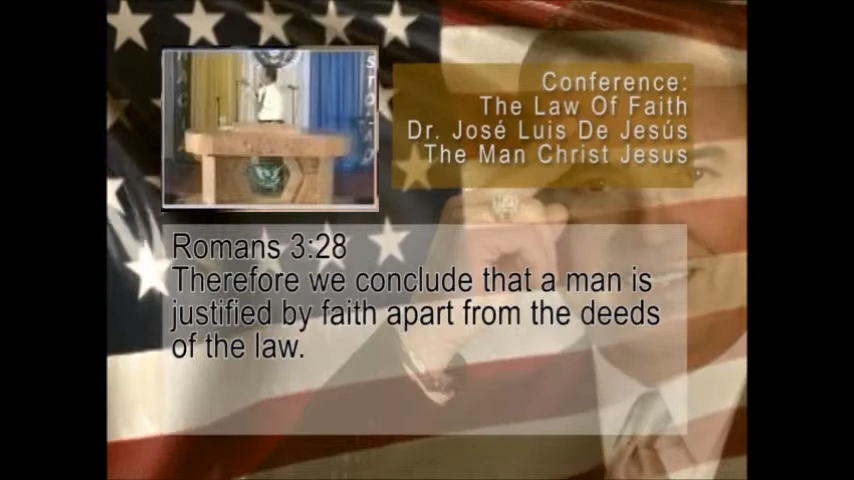 Conference:
The Law Of Faith
Dr. José Luis De Jesús
The Man Christ Jesus
Romans 3:28
Therefore we conclude that a man is
justified by faith apart from the deeds
of the law.